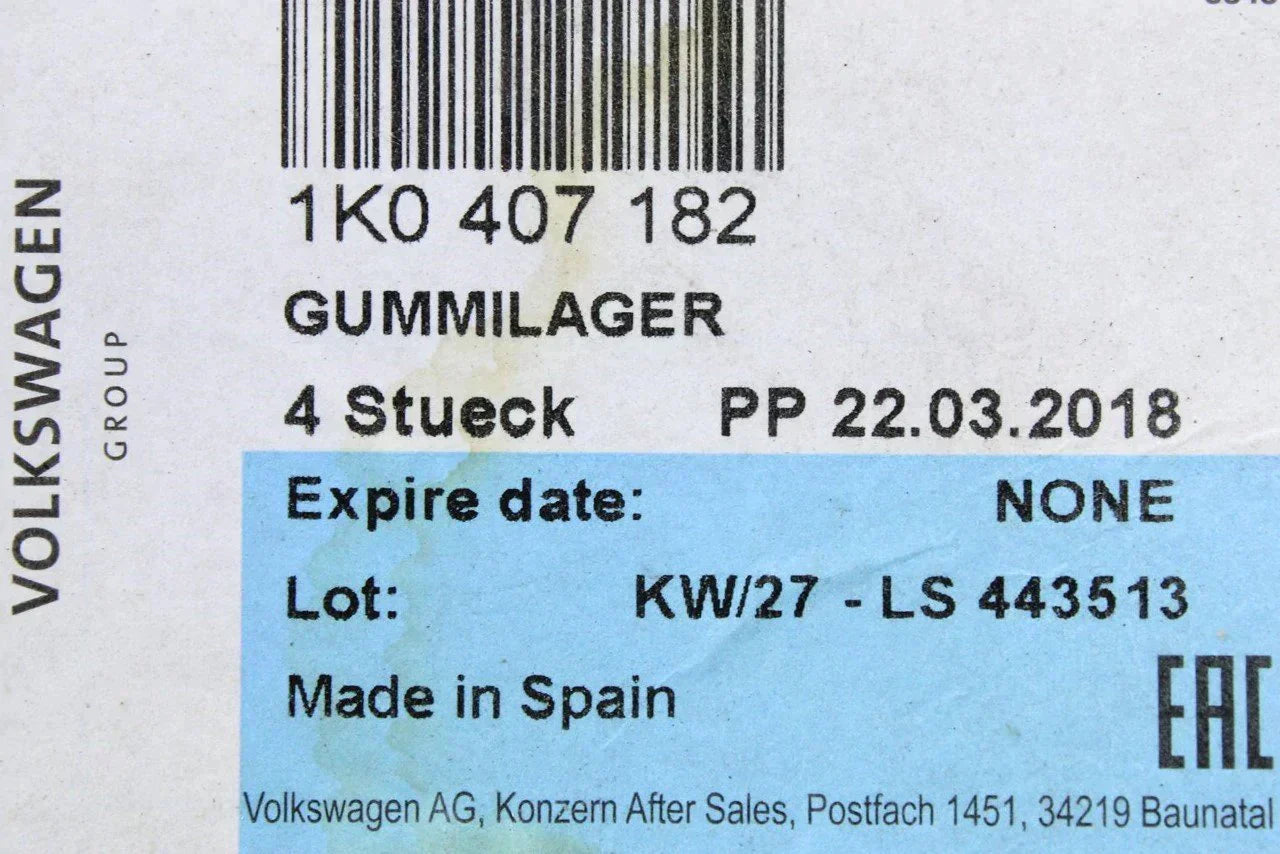 1K0 407 182
GUMMILAGER
4 Stueck PP 22.03.2018
Expire date: NONE
Lot: KW/27 - LS 443513
Made in Spain
EAC
Volkswagen AG, Konzern After Sales, Postfach 1451, 34219 Baunatal
VOLKSWAGEN
GROUP